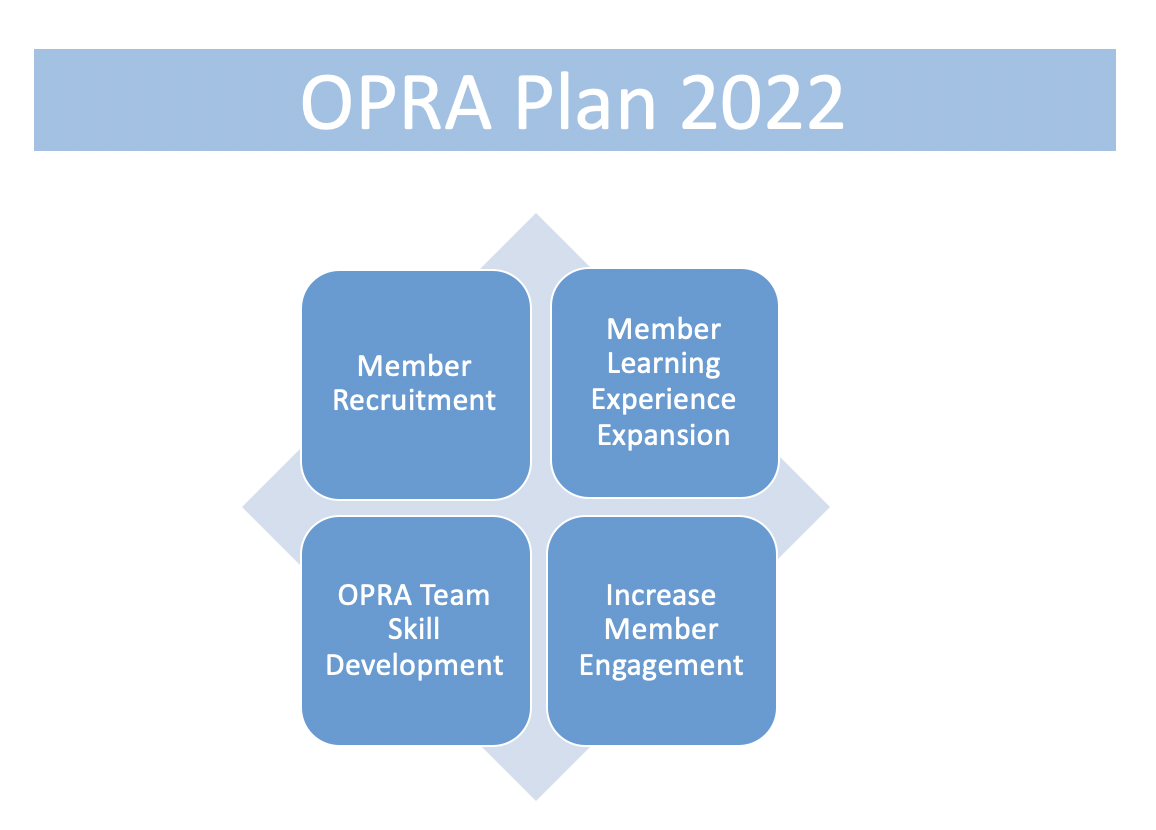 OPRA Plan 2022
Member
Recruitment
Member
Learning
Experience
Expansion
OPRA Team
Skill
Development
Increase
Member
Engagement